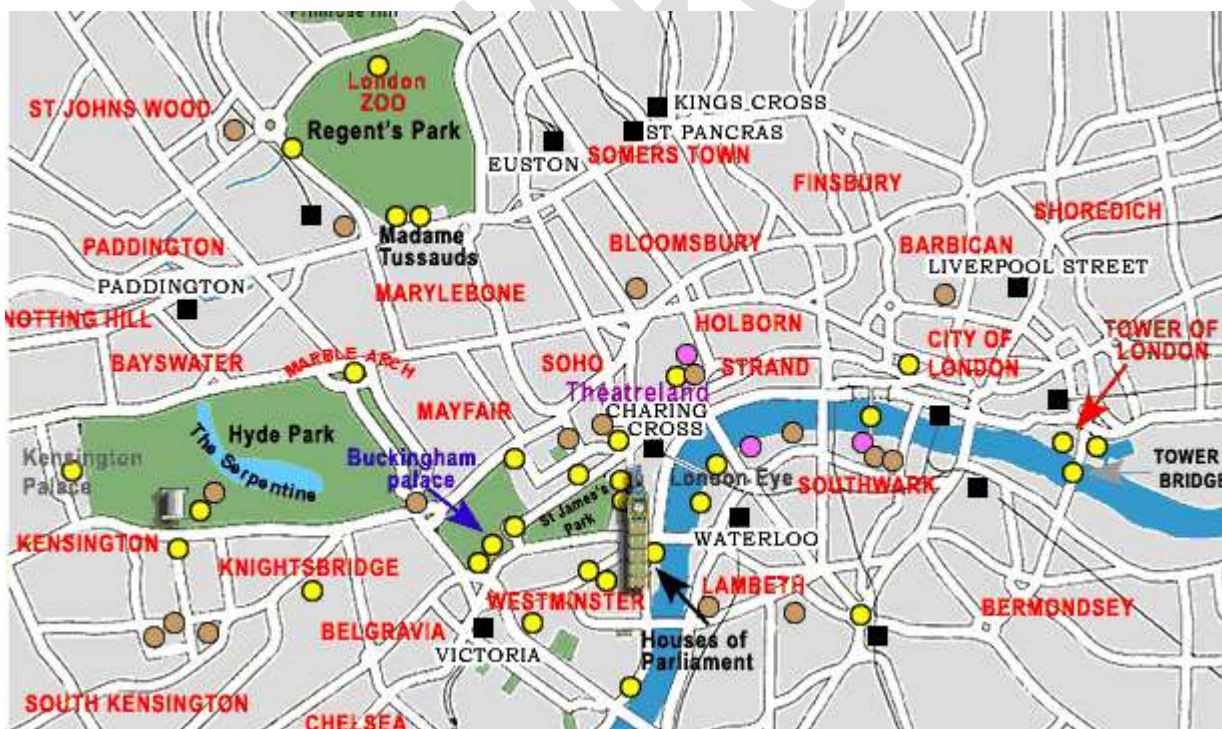 Primrose Hill
London
ZOO
Regent's Park
ST JOHNS WOOD
KINGS CROSS
ST PANCRAS
EUSTON
SOMERS TOWN
FINSBURY
SHOREDICH
PADDINGTON
Madame
Tussauds
BLOOMSBURY
BARBICAN
LIVERPOOL STREET
PADDINGTON
MARYLEBONE
NOTTING HILL
BAYSWATER
MARBLE ARCH
SOHO
HOLBORN
STRAND
CITY OF
LONDON
TOWER OF
LONDON
Theatreland
MAYFAIR
CHARING
CROSS
Hyde Park
The Serpentine
Kensington
Palace
Buckingham
palace
London Eye
SOUTHWARK
TOWER
BRIDGE
St James's
Park
KENSINGTON
KNIGHTSBRIDGE
WATERLOO
WESTMINSTER
LAMBETH
BERMONDSEY
BELGRAVIA
VICTORIA
Houses of
Parliament
SOUTH KENSINGTON
CHELSEA